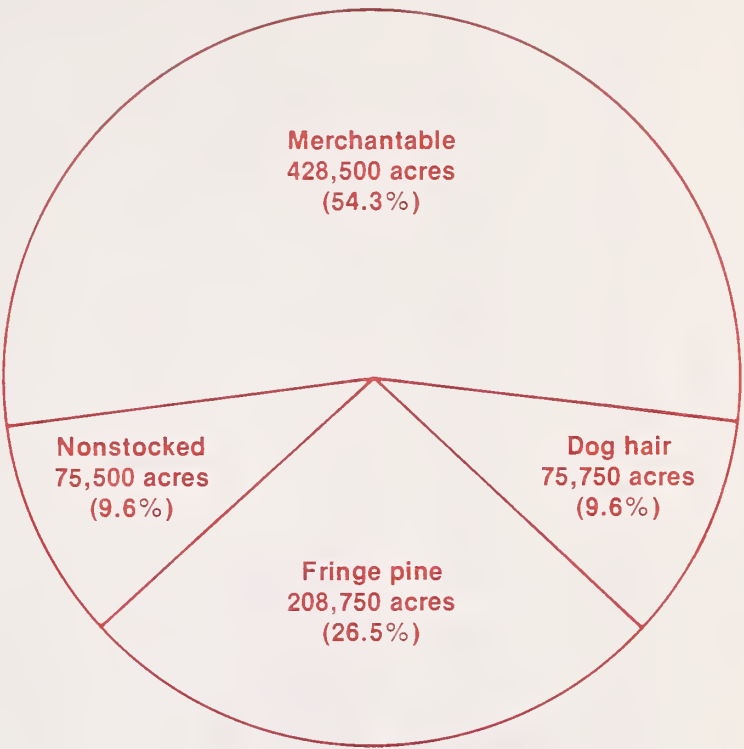 Merchantable
428,500 acres
(54.3%)
Nonstocked
75,500 acres
(9.6%)
Dog hair
75,750 acres
(9.6%)
Fringe pine
208,750 acres
(26.5%)